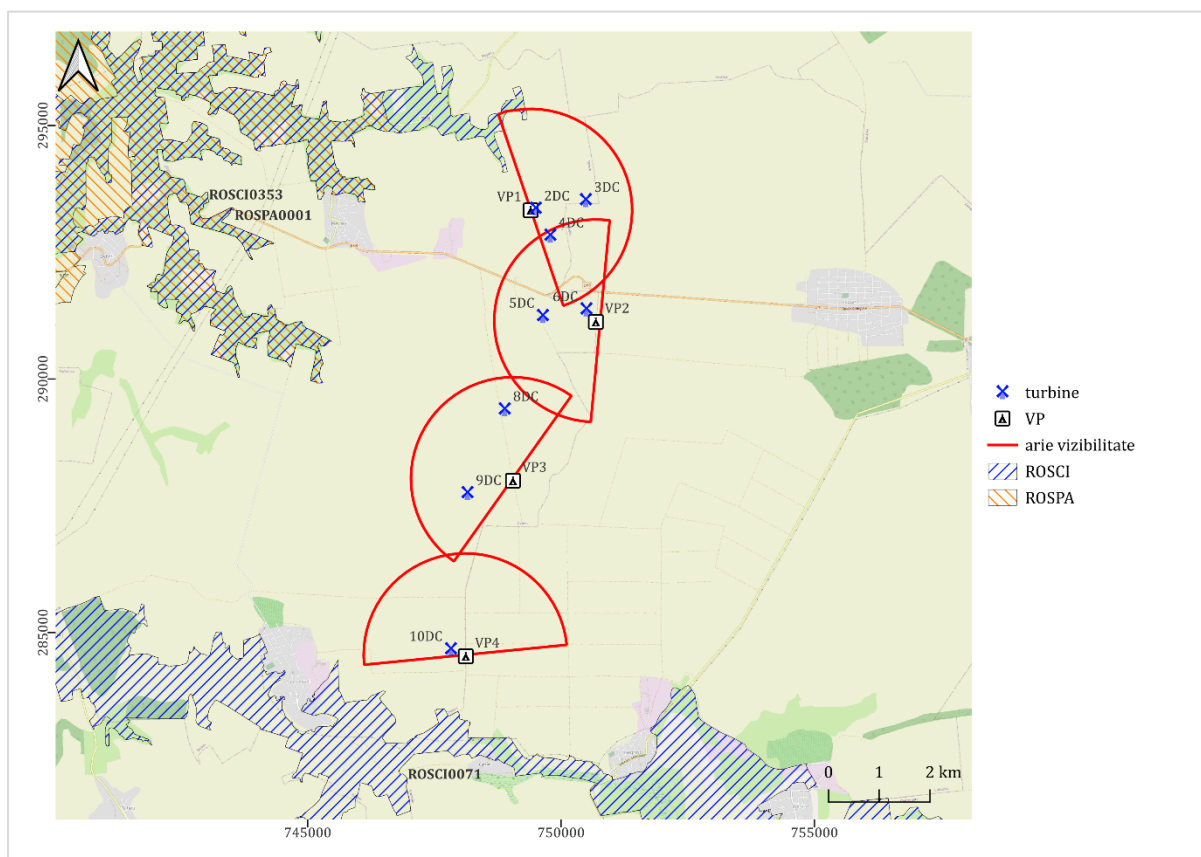 295000
290000
285000
745000
750000
755000
ROSCI0353
ROSPA0001
VP1
2DC
3DC
4DC
5DC
6DC
VP2
8DC
9DC
VP3
10DC
VP4
ROSCI0071
0 1 2 km
turbine
VP
arie vizibilitate
ROSCI
ROSPA